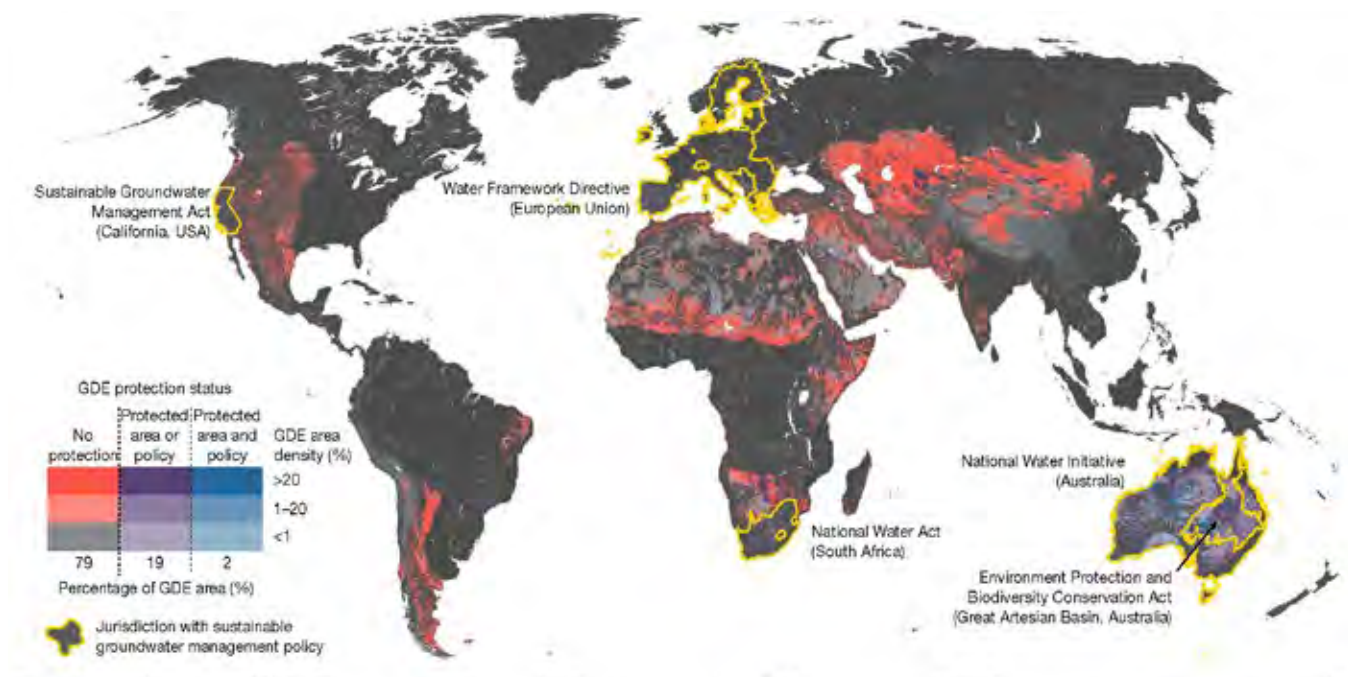 Sustainable Groundwater
Management Act
(California, USA)
Water Framework Directive
(European Union)
GDE protection status
No
protection
Protected
area or
policy
Protected
area and
policy
GDE area
density (%)
>20
1–20
<1
79
19
2
Percentage of GDE area (%)
Jurisdiction with sustainable
groundwater management policy
National Water Act
(South Africa)
National Water Initiative
(Australia)
Environment Protection and
Biodiversity Conservation Act
(Great Artesian Basin, Australia)